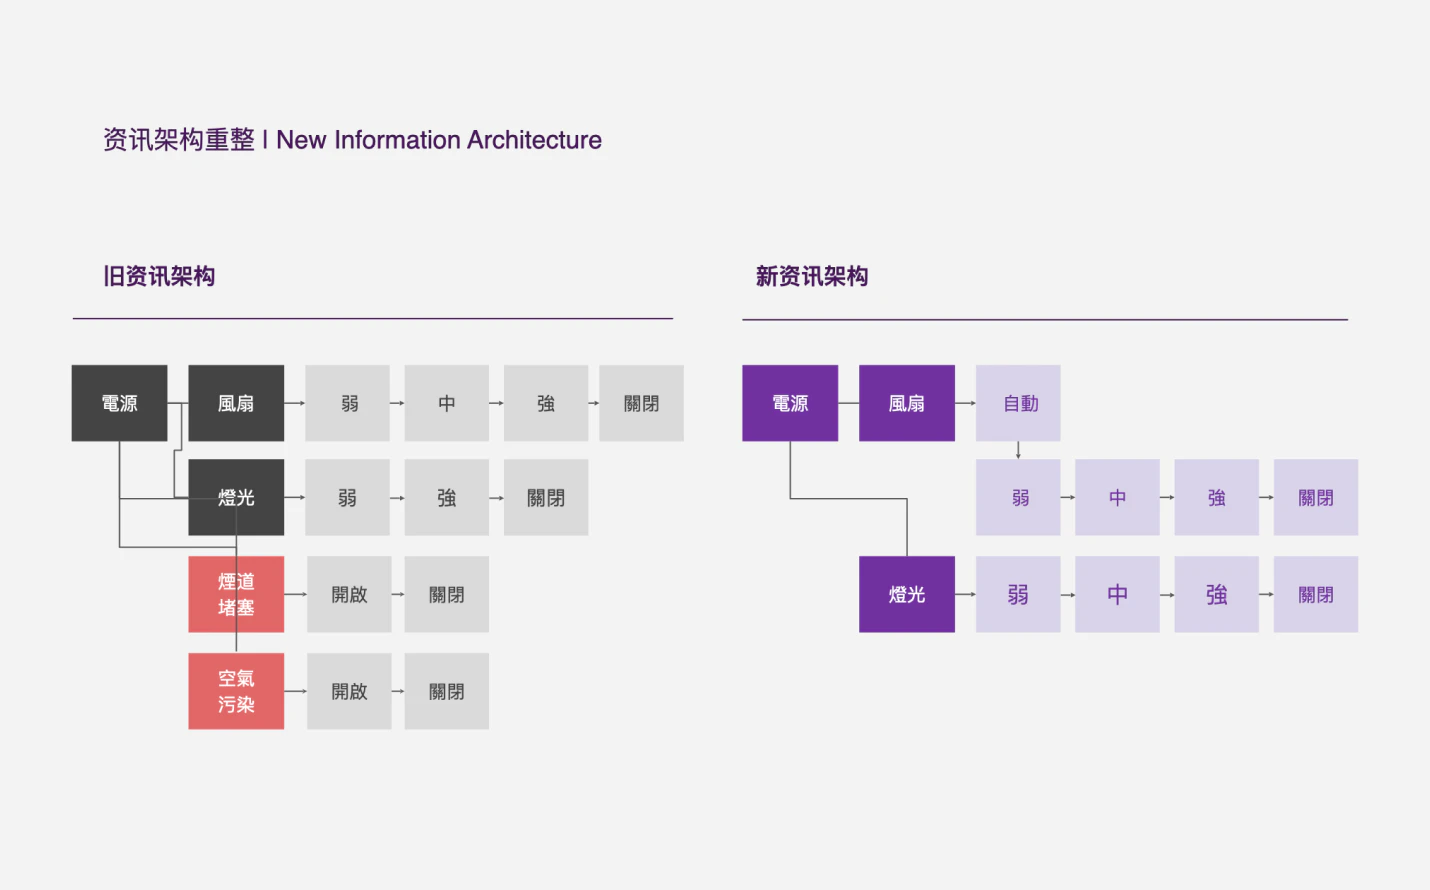 资讯架构重整 | New Information Architecture
旧资讯架构
電源
風扇
弱
中
強
關閉
燈光
弱
強
關閉
煙道
堵塞
開啟
關閉
空氣
污染
開啟
關閉
新资讯架构
電源
風扇
自動
弱
中
強
關閉
燈光
弱
中
強
關閉